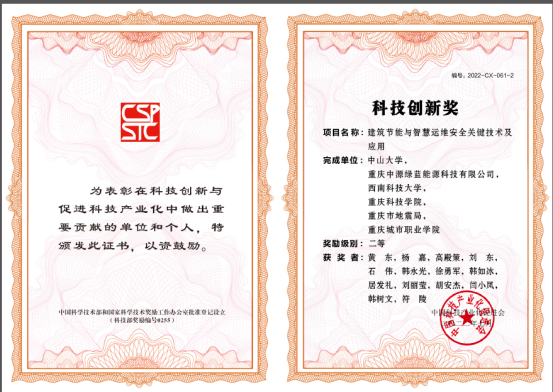 CSP
STC
为表彰在科技创新与
促进科技产业化中做出重
要贡献的单位和个人，特
颁发此证书，以资鼓励。
中国科学技术部和国家科学技术奖励工作办公室批准登记设立
（科技部奖励编号0255）
编号：2022-CX-061-2
科技创新奖
项目名称：建筑节能与智慧运维安全关键技术及
应用
完成单位：中山大学，
重庆中源绿蓝能源科技有限公司，
西南科技大学，
重庆科技学院，
重庆市地震局，
重庆城市职业学院
奖励级别：二等
获 奖 者：黄　东，杨　嘉，高殿策，刘　东，
石　伟，韩永光，徐勇军，韩如冰，
居发礼，刘丽莹，胡安杰，闫小凤，
韩树文，符　陵
中国科技产业化促进会